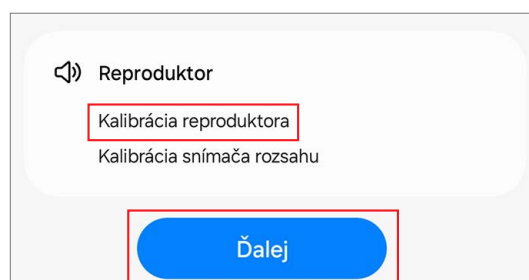 Reproduktor
Kalibrácia reproduktora
Kalibrácia snímača rozsahu
Ďalej